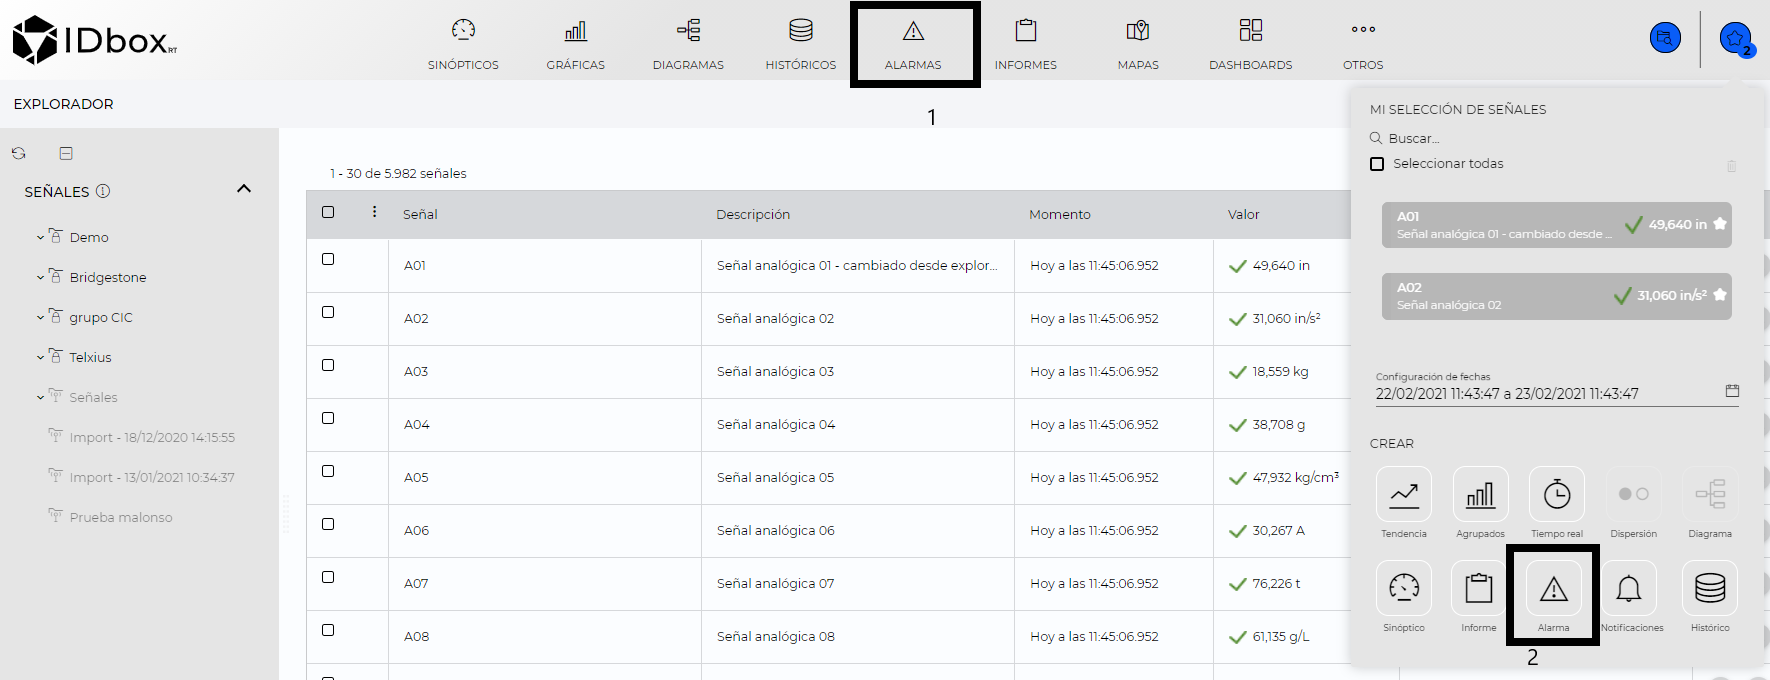 IDbox RT
SINÓPTICOS
GRÁFICAS
DIAGRAMAS
HISTÓRICOS
ALARMAS
INFORMES
MAPAS
DASHBOARDS
OTROS
2
1
EXPLORADOR
SEÑALES
Demo
Bridgestone
grupo CIC
Telxius
Señales
Import - 18/12/2020 14:15:55
Import - 13/01/2021 10:34:37
Prueba malonso
1 - 30 de 5.982 señales
Señal Descripción Momento Valor
A01 Señal analógica 01 - cambiado desde explor... Hoy a las 11:45:06.952 49,640 in
A02 Señal analógica 02 Hoy a las 11:45:06.952 31,060 in/s²
A03 Señal analógica 03 Hoy a las 11:45:06.952 18,559 kg
A04 Señal analógica 04 Hoy a las 11:45:06.952 38,708 g
A05 Señal analógica 05 Hoy a las 11:45:06.952 47,932 kg/cm³
A06 Señal analógica 06 Hoy a las 11:45:06.952 30,267 A
A07 Señal analógica 07 Hoy a las 11:45:06.952 76,226 t
A08 Señal analógica 08 Hoy a las 11:45:06.952 61,135 g/L
MI SELECCIÓN DE SEÑALES
Buscar...
Seleccionar todas
A01
Señal analógica 01 - cambiado desde ...
49,640 in
A02
Señal analógica 02
31,060 in/s²
Configuración de fechas
22/02/2021 11:43:47 a 23/02/2021 11:43:47
CREAR
Tendencia
Agrupados
Tiempo real
Dispersión
Diagrama
Sinóptico
Informe
Alarma
Notificaciones
Histórico
2